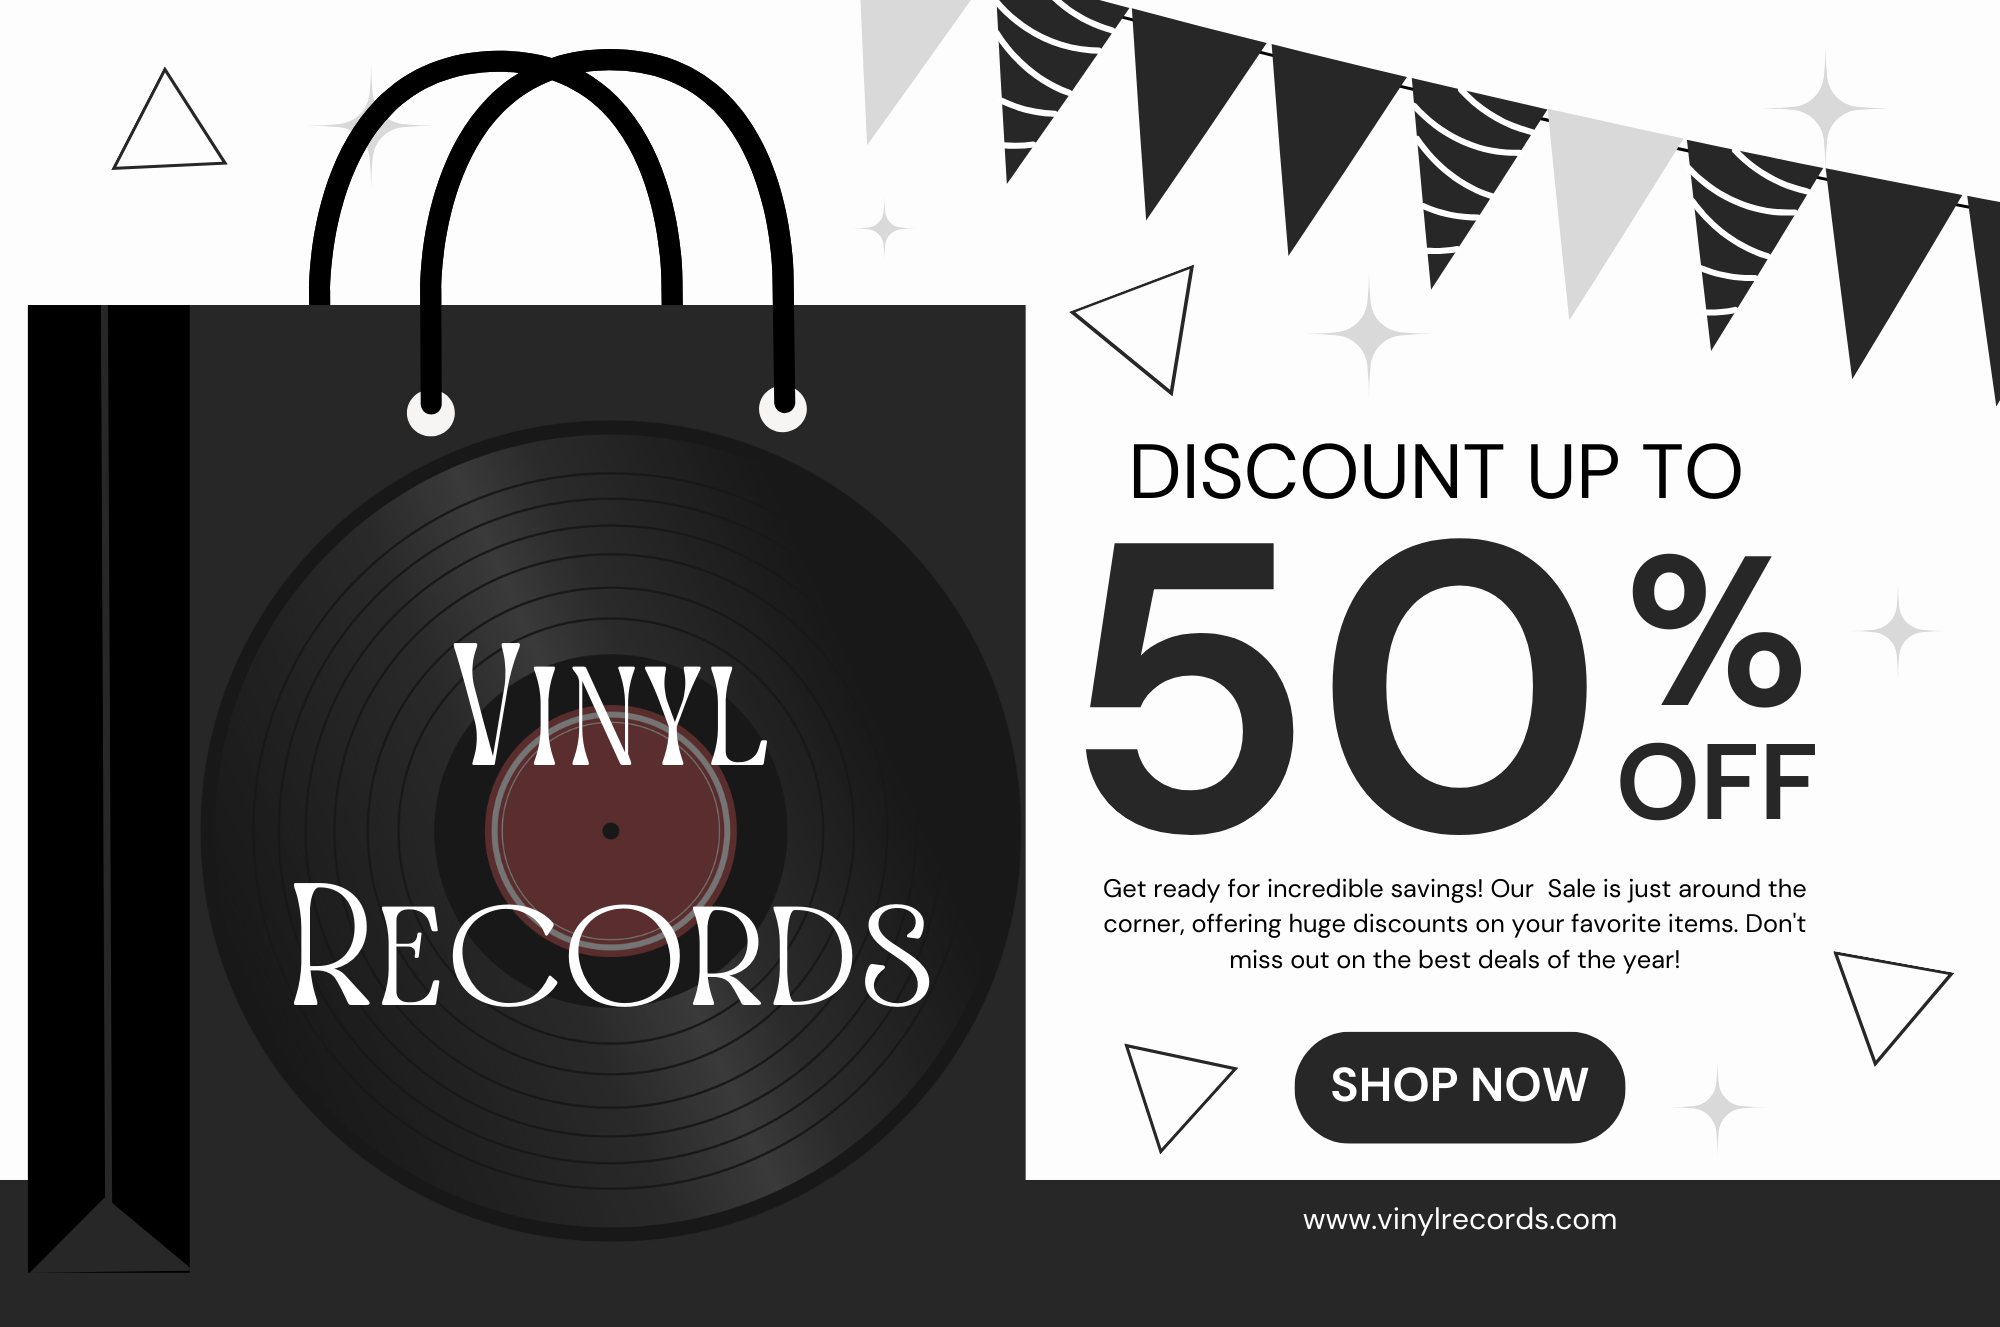 VINYL
RECORDS
DISCOUNT UP TO
50%
OFF
Get ready for incredible savings! Our  Sale is just around the
corner, offering huge discounts on your favorite items. Don't
miss out on the best deals of the year!
SHOP NOW
www.vinylrecords.com